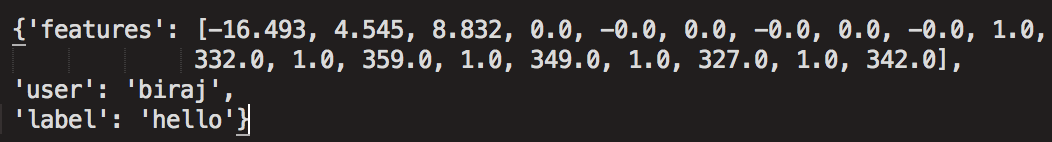 {'features': [-16.493, 4.545, 8.832, 0.0, -0.0, 0.0, -0.0, 0.0, -0.0, 1.0,
332.0, 1.0, 359.0, 1.0, 349.0, 1.0, 327.0, 1.0, 342.0],
'user': 'biraj',
'label': 'hello'}